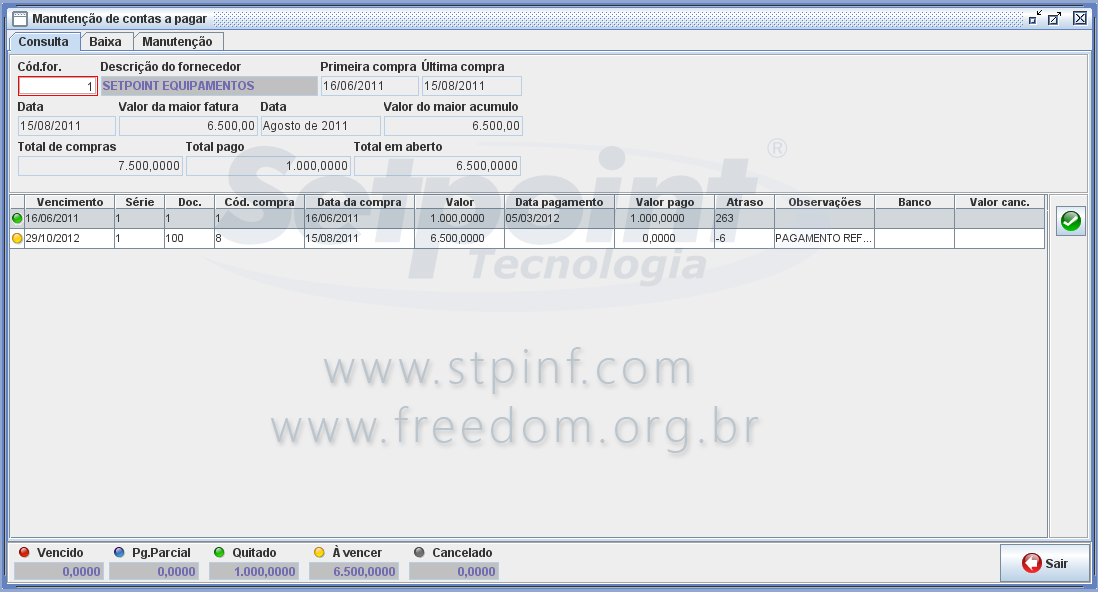 Manutenção de contas a pagar
Consulta Baixa Manutenção
Cód.for. Descrição do fornecedor Primeira compra Última compra
1 SETPOINT EQUIPAMENTOS 16/06/2011 15/08/2011
Data Valor da maior fatura Data Valor do maior acumulo
15/08/2011 6.500,00 Agosto de 2011 6.500,00
Total de compras Total pago Total em aberto
7.500,0000 1.000,0000 6.500,0000
Setpoint ®
Tecnologia
Vencimento Série Doc. Cód. compra Data da compra Valor Data pagamento Valor pago Atraso Observações Banco Valor canc.
16/06/2011 1 1 1 16/06/2011 1.000,0000 05/03/2012 1.000,0000 263
29/10/2012 1 100 8 15/08/2011 6.500,0000 0,0000 -6 PAGAMENTO REF...
www.stpinf.com
www.freedom.org.br
Vencido Pg.Parcial Quitado À vencer Cancelado
0,0000 0,0000 1.000,0000 6.500,0000 0,0000
Sair